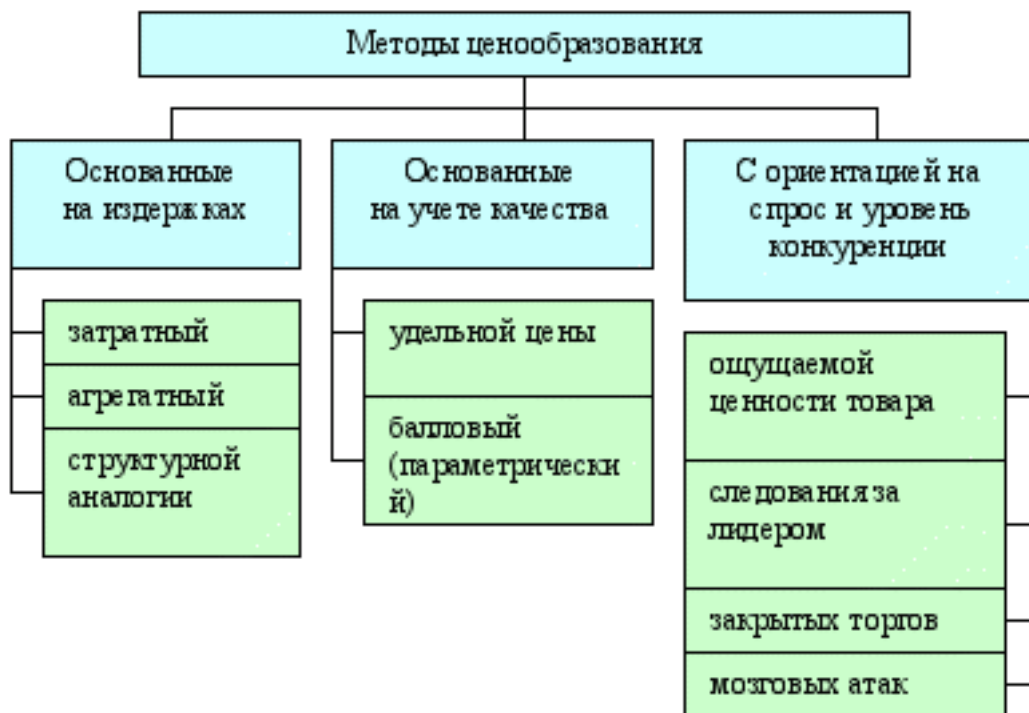 Методы ценообразования
Основанные
на издержках
Основанные
на учете качества
С ориентацией на
спрос и уровень
конкуренции
затратный
агрегатный
структурной
аналогии
удельной цены
балловый
(параметрически
й)
ощущаемой
ценности товара
следования за
лидером
закрытых торгов
мозговых атак